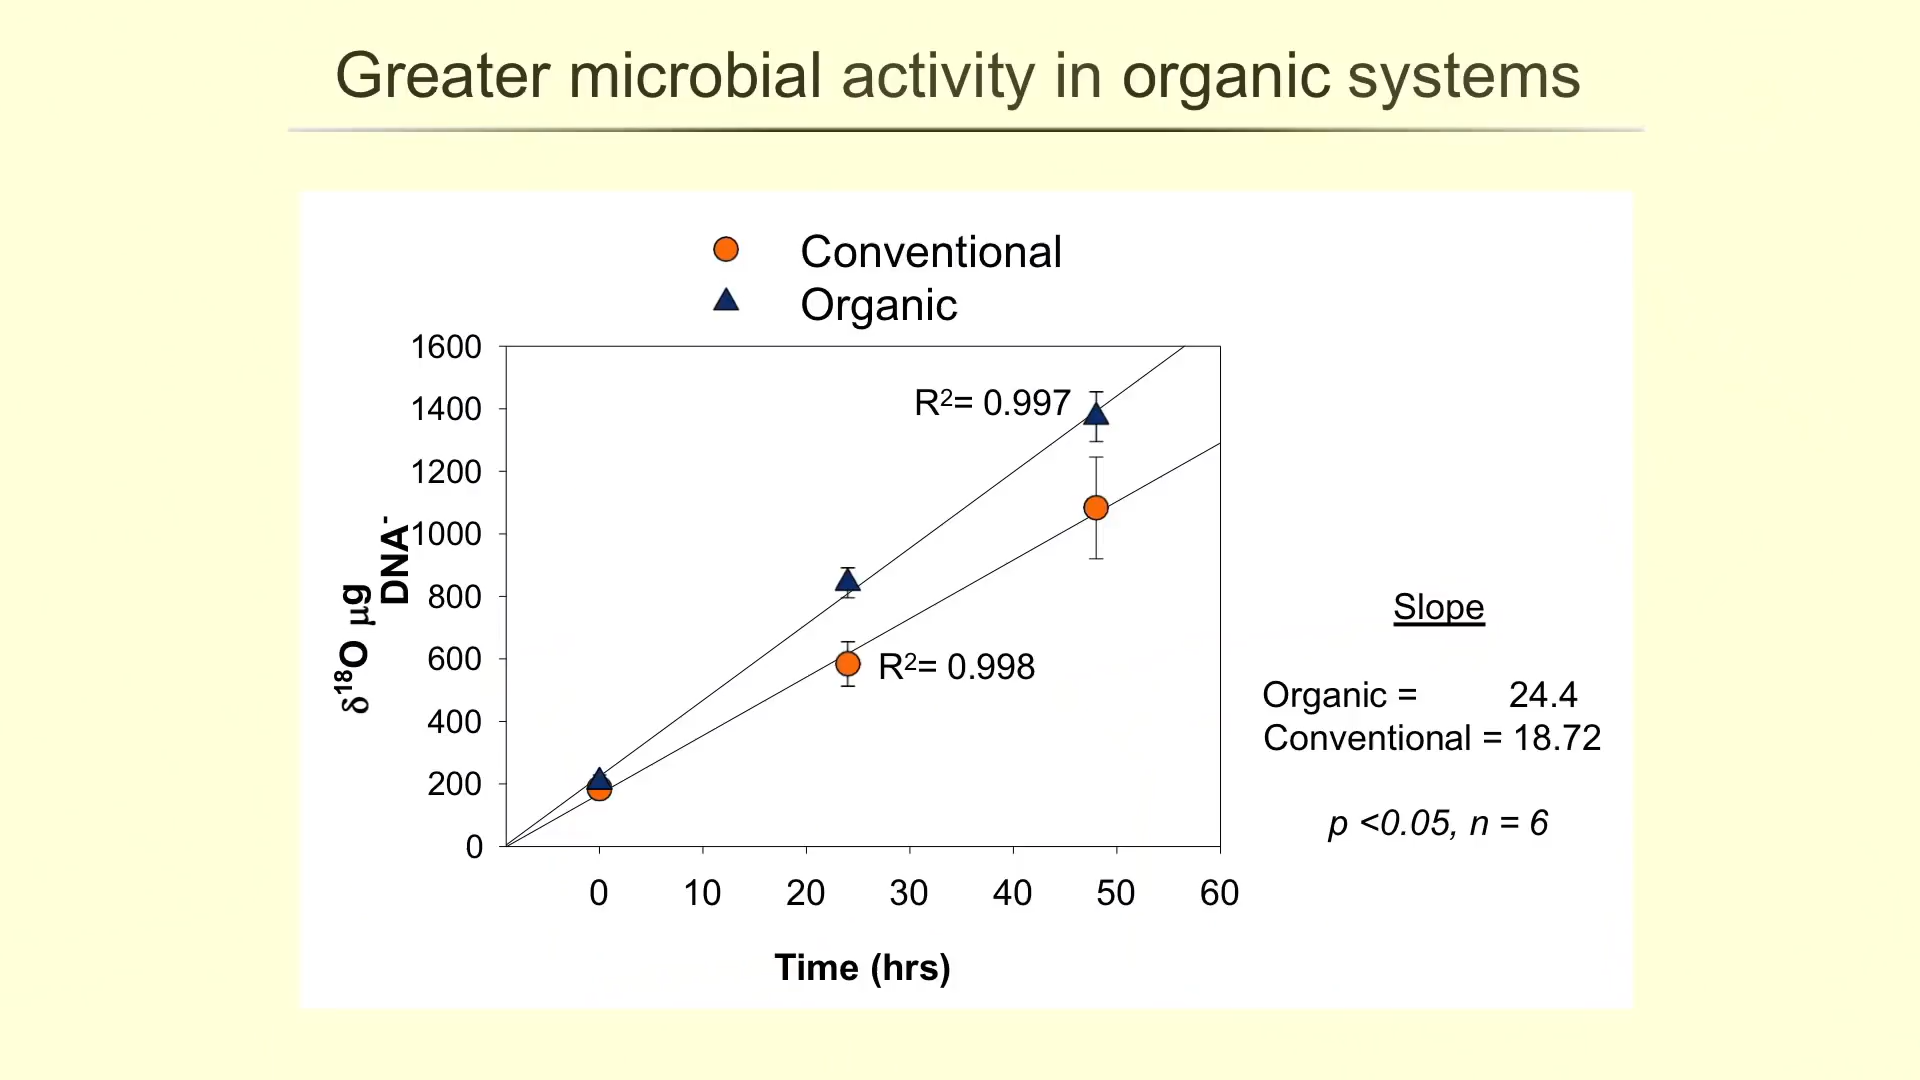 Greater microbial activity in organic systems
Conventional
Organic
1600
1400
1200
1000
800
600
400
200
0
δ¹⁸O μg
DNA⁻
R²= 0.997
R²= 0.998
0 10 20 30 40 50 60
Time (hrs)
Slope
Organic = 24.4
Conventional = 18.72
p <0.05, n = 6